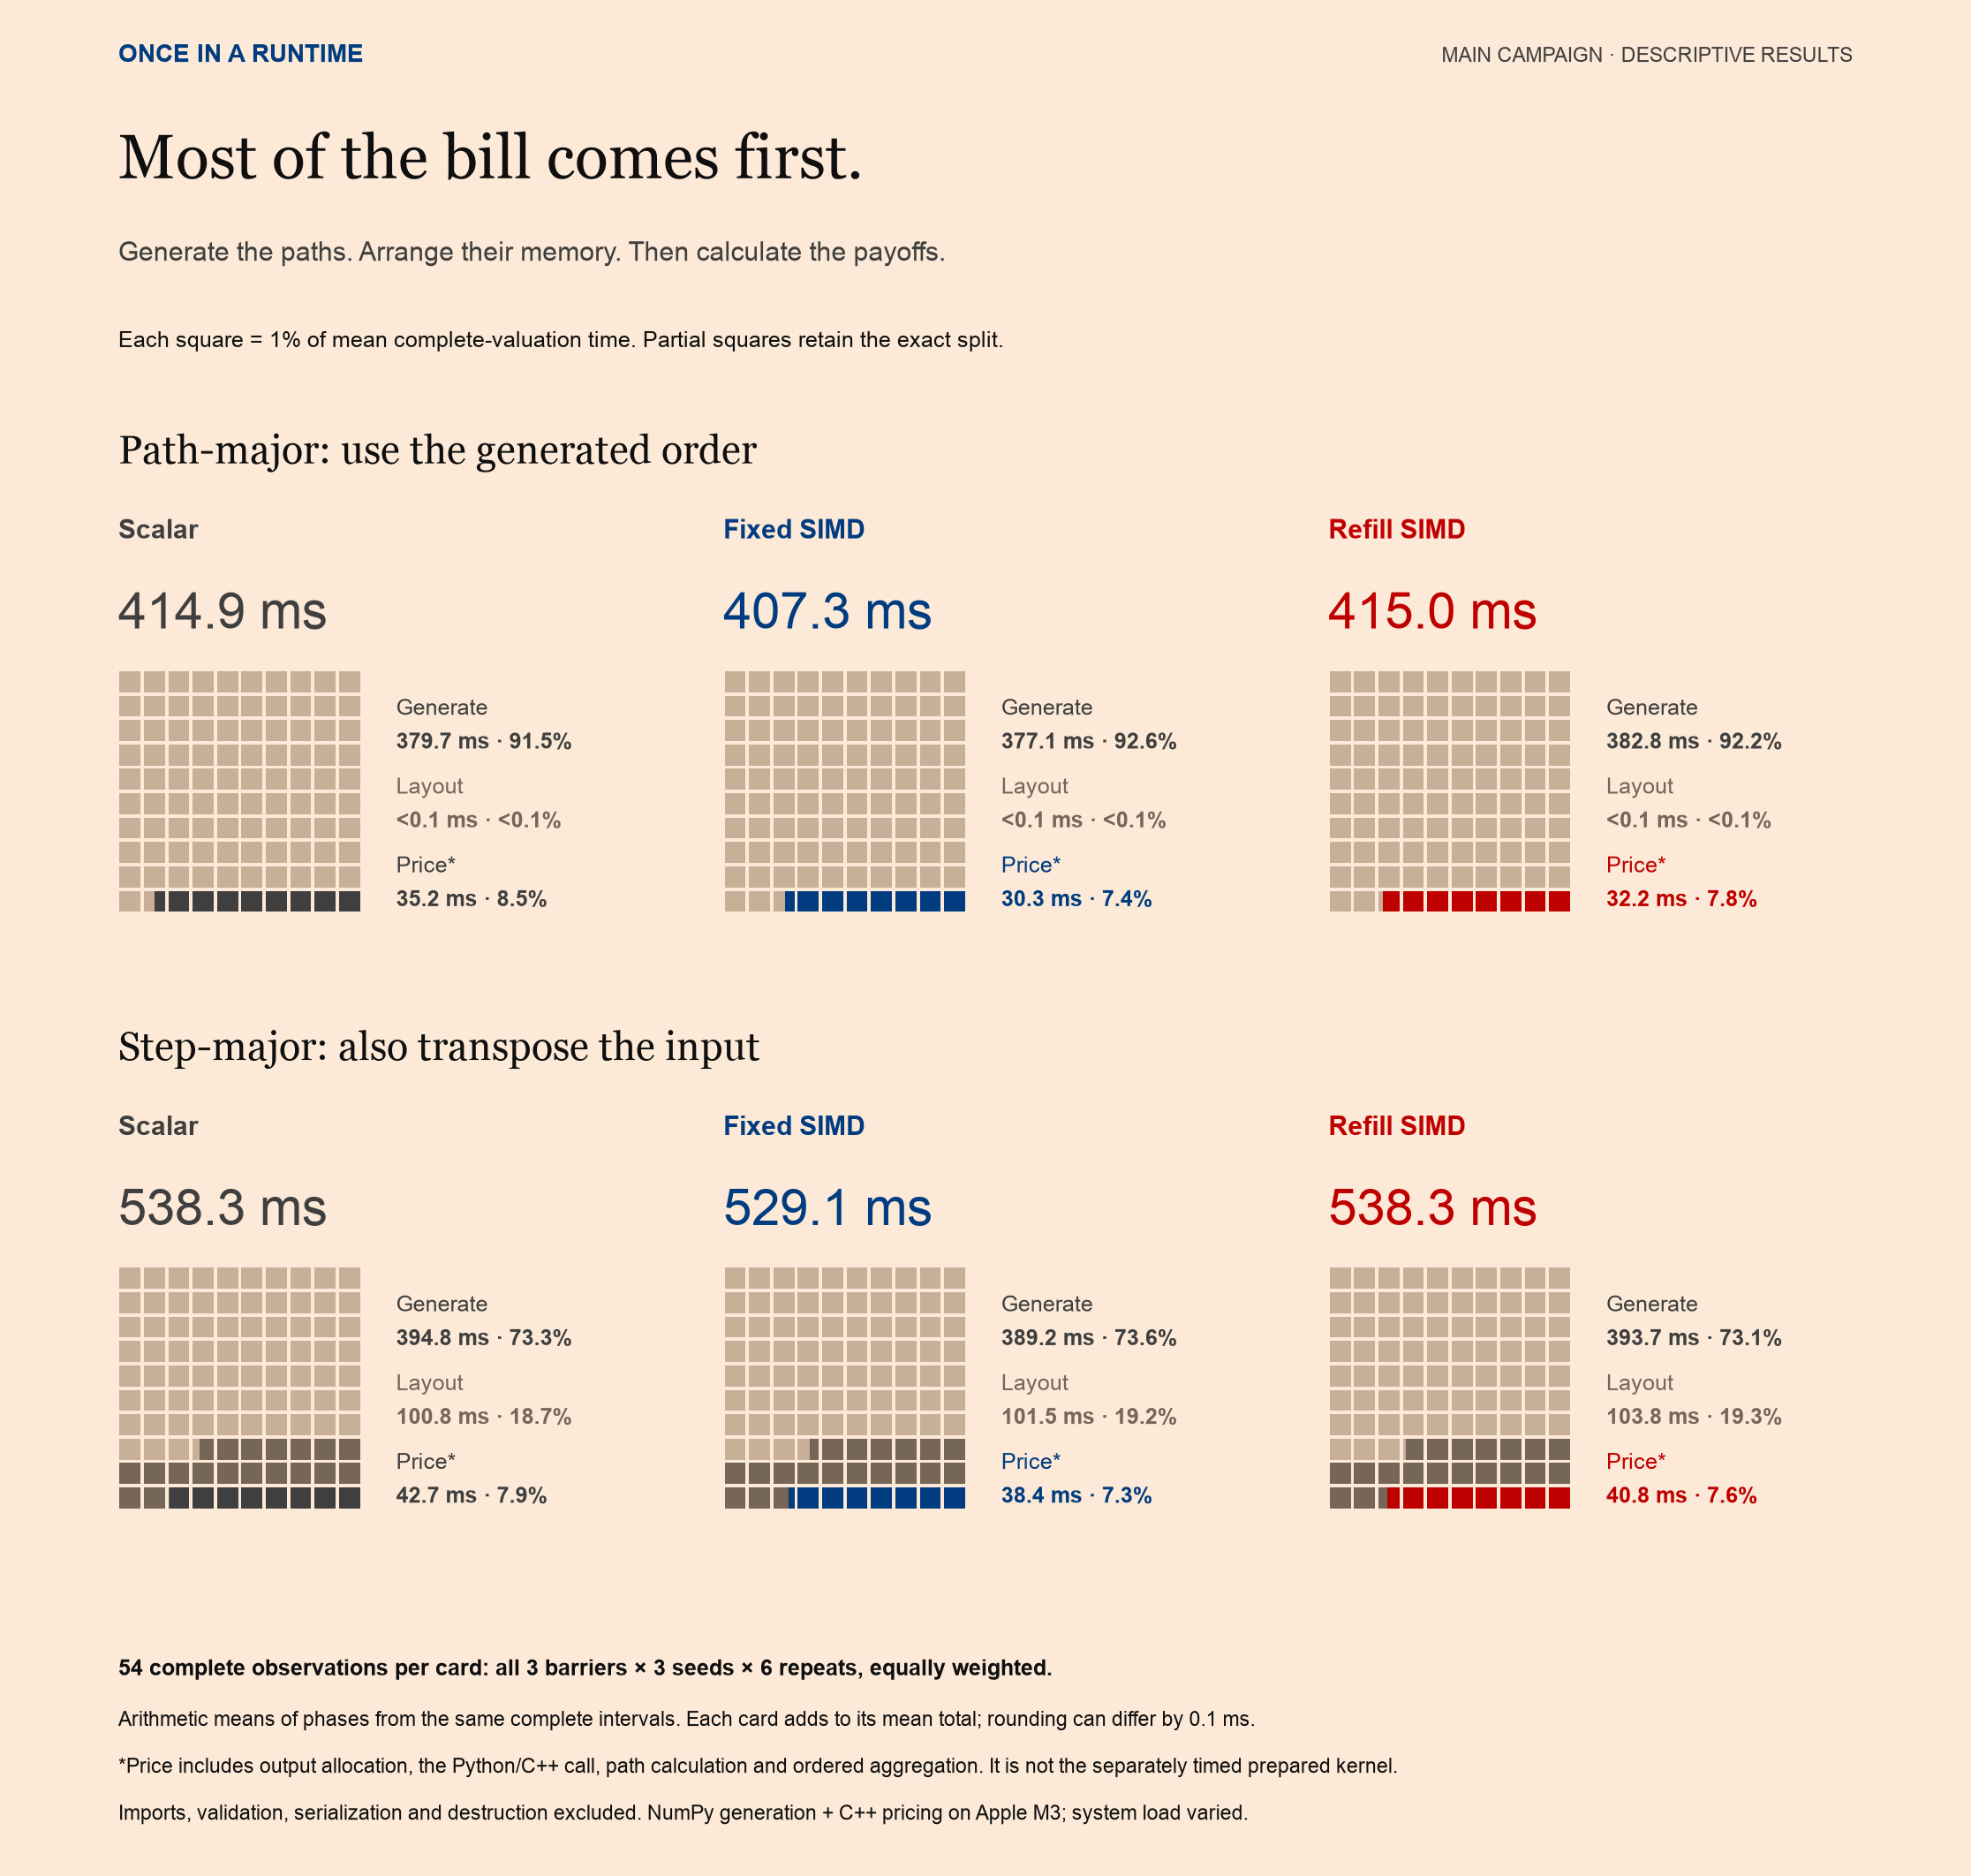 ONCE IN A RUNTIME
MAIN CAMPAIGN · DESCRIPTIVE RESULTS
Most of the bill comes first.
Generate the paths. Arrange their memory. Then calculate the payoffs.
Each square = 1% of mean complete-valuation time. Partial squares retain the exact split.
Path-major: use the generated order
Scalar
414.9 ms
Generate
379.7 ms · 91.5%
Layout
<0.1 ms · <0.1%
Price*
35.2 ms · 8.5%
Fixed SIMD
407.3 ms
Generate
377.1 ms · 92.6%
Layout
<0.1 ms · <0.1%
Price*
30.3 ms · 7.4%
Refill SIMD
415.0 ms
Generate
382.8 ms · 92.2%
Layout
<0.1 ms · <0.1%
Price*
32.2 ms · 7.8%
Step-major: also transpose the input
Scalar
538.3 ms
Generate
394.8 ms · 73.3%
Layout
100.8 ms · 18.7%
Price*
42.7 ms · 7.9%
Fixed SIMD
529.1 ms
Generate
389.2 ms · 73.6%
Layout
101.5 ms · 19.2%
Price*
38.4 ms · 7.3%
Refill SIMD
538.3 ms
Generate
393.7 ms · 73.1%
Layout
103.8 ms · 19.3%
Price*
40.8 ms · 7.6%
54 complete observations per card: all 3 barriers × 3 seeds × 6 repeats, equally weighted.
Arithmetic means of phases from the same complete intervals. Each card adds to its mean total; rounding can differ by 0.1 ms.
*Price includes output allocation, the Python/C++ call, path calculation and ordered aggregation. It is not the separately timed prepared kernel.
Imports, validation, serialization and destruction excluded. NumPy generation + C++ pricing on Apple M3; system load varied.